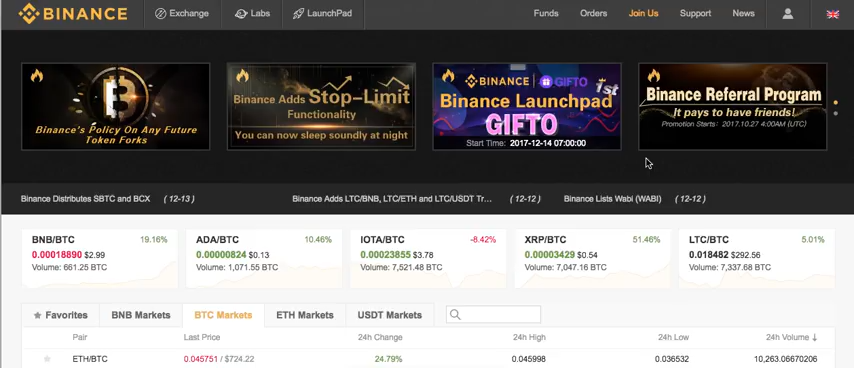 BINANCE Exchange Labs LaunchPad Funds Orders Join Us Support News
Binance's Policy On Any Future
Token Forks
Binance Adds Stop-Limit
Functionality
You can now sleep soundly at night
BINANCE GIFTO 1st
Binance Launchpad
GIFTO
Start Time: 2017-12-14 07:00:00
Binance Referral Program
It pays to have friends!
Promotion Starts: 2017.10.27 4:00AM (UTC)
Binance Distributes SBTC and BCX ( 12-13 ) Binance Adds LTC/BNB, LTC/ETH and LTC/USDT Tr... ( 12-12 ) Binance Lists Wabi (WABI) ( 12-12 )
BNB/BTC 19.16%
0.00018890 $2.99
Volume: 661.25 BTC
ADA/BTC 10.46%
0.00000824 $0.13
Volume: 1,071.55 BTC
IOTA/BTC -8.42%
0.00023855 $3.78
Volume: 7,521.48 BTC
XRP/BTC 51.46%
0.00003429 $0.54
Volume: 7,047.16 BTC
LTC/BTC 5.01%
0.018482 $292.56
Volume: 7,337.68 BTC
Favorites BNB Markets BTC Markets ETH Markets USDT Markets
Pair Last Price 24h Change 24h High 24h Low 24h Volume ↓
ETH/BTC 0.045751 / $724.22 24.79% 0.045998 0.036532 10,263.06670206